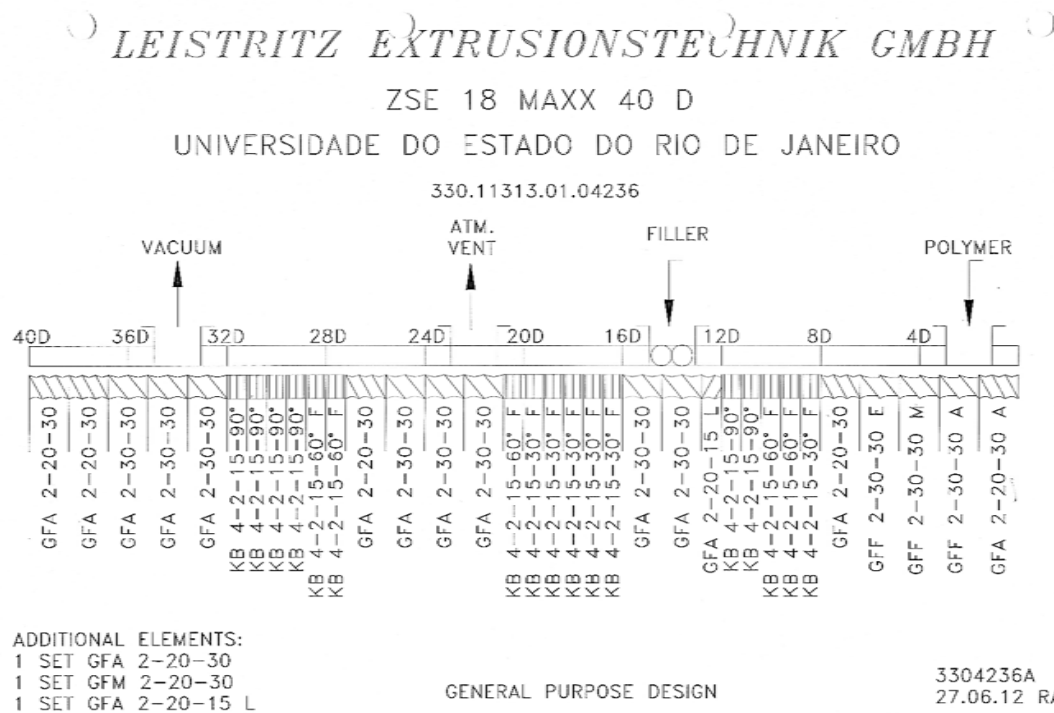 LEISTRITZ EXTRUSIONSTECHNIK GMBH
ZSE 18 MAXX 40 D
UNIVERSIDADE DO ESTADO DO RIO DE JANEIRO
330.11313.01.04236
VACUUM
ATM.
VENT
FILLER
POLYMER
40D 36D 32D 28D 24D 20D 16D 12D 8D 4D
GFA 2-20-30
GFA 2-20-30
GFA 2-30-30
GFA 2-30-30
GFA 2-30-30
KB 4-2-15-90°
KB 4-2-15-90°
KB 4-2-15-90°
KB 4-2-15-90°
KB 4-2-15-60° F
KB 4-2-15-60° F
GFA 2-20-30
GFA 2-30-30
GFA 2-30-30
GFA 2-20-30
KB 4-2-15-60° F
KB 4-2-15-30° F
KB 4-2-15-30° F
KB 4-2-15-30° F
KB 4-2-15-30° F
KB 4-2-15-30° F
GFA 2-30-30
GFA 2-30-30
GFA 2-20-15 L
KB 4-2-15-90°
KB 4-2-15-90°
KB 4-2-15-60° F
KB 4-2-15-60° F
KB 4-2-15-30° F
GFA 2-20-30
GFF 2-30-30 E
GFF 2-30-30 M
GFF 2-30-30 A
GFA 2-20-30 A
ADDITIONAL ELEMENTS:
1 SET GFA 2-20-30
1 SET GFM 2-20-30
1 SET GFA 2-20-15 L
GENERAL PURPOSE DESIGN
3304236A
27.06.12 RA